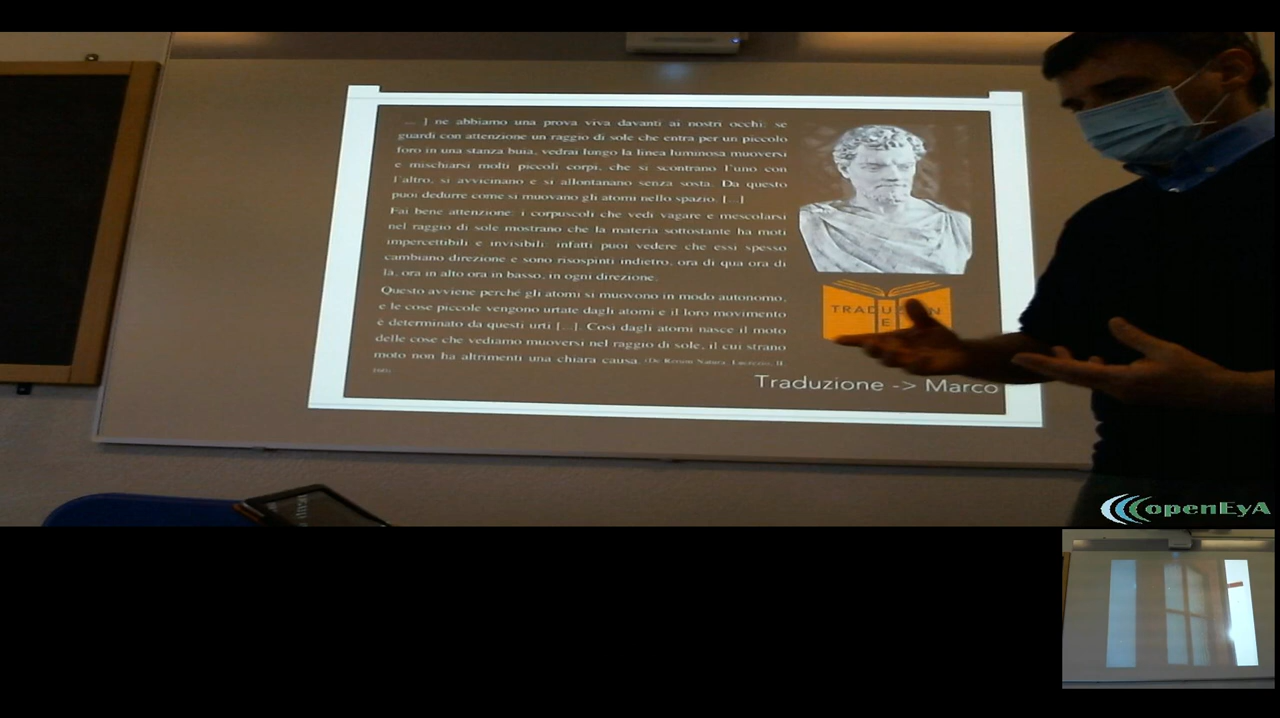 ... ] ne abbiamo una prova viva davanti ai nostri occhi: se
guardi con attenzione un raggio di sole che entra per un piccolo
foro in una stanza buia, vedrai lungo la linea luminosa muoversi
e mischiarsi molti piccoli corpi, che si scontrano l'uno con
l'altro, si avvicinano e si allontanano senza sosta. Da questo
puoi dedurre come si muovano gli atomi nello spazio. [...]
Fai bene attenzione: i corpuscoli che vedi vagare e mescolarsi
nel raggio di sole mostrano che la materia sottostante ha moti
impercettibili e invisibili: infatti puoi vedere che essi spesso
cambiano direzione e sono risospinti indietro, ora di qua ora di
là, ora in alto ora in basso, in ogni direzione.
Questo avviene perché gli atomi si muovono in modo autonomo,
e le cose piccole vengono urtate dagli atomi e il loro movimento
è determinato da questi urti [...]. Così dagli atomi nasce il moto
delle cose che vediamo muoversi nel raggio di sole, il cui strano
moto non ha altrimenti una chiara causa. (De Rerum Natura, Lucrezio, II,
TRADU N
E
Traduzione -> Marco
openEyA